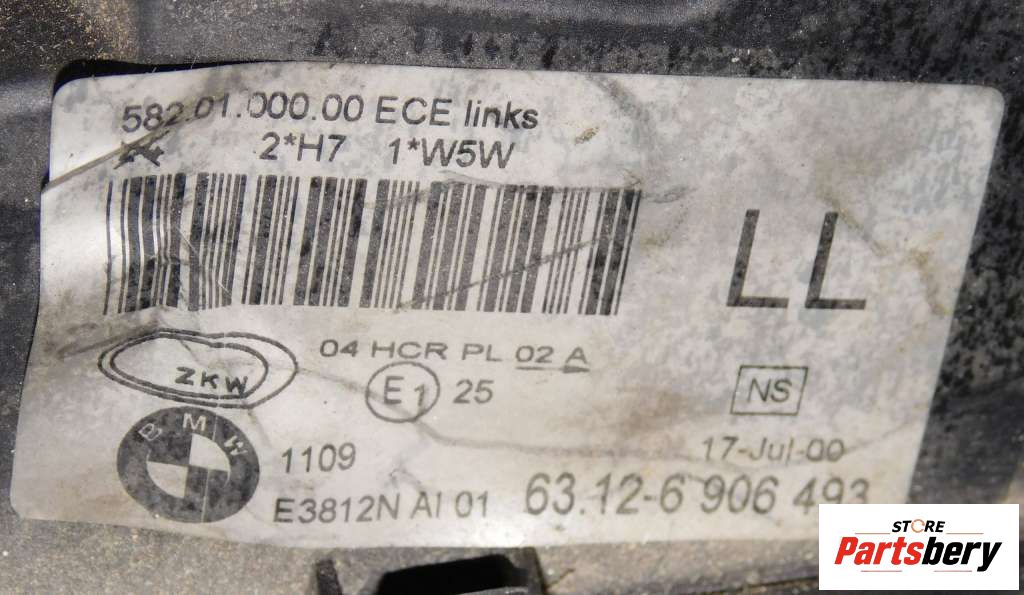 582.01.000.00 ECE links
2*H7 1*W5W
LL
04 HCR PL 02 A
ZKW
E1 25
NS
BMW
1109
17-Jul-00
E3812N AI 01
63.12-6 906 493
STORE
Partsbery